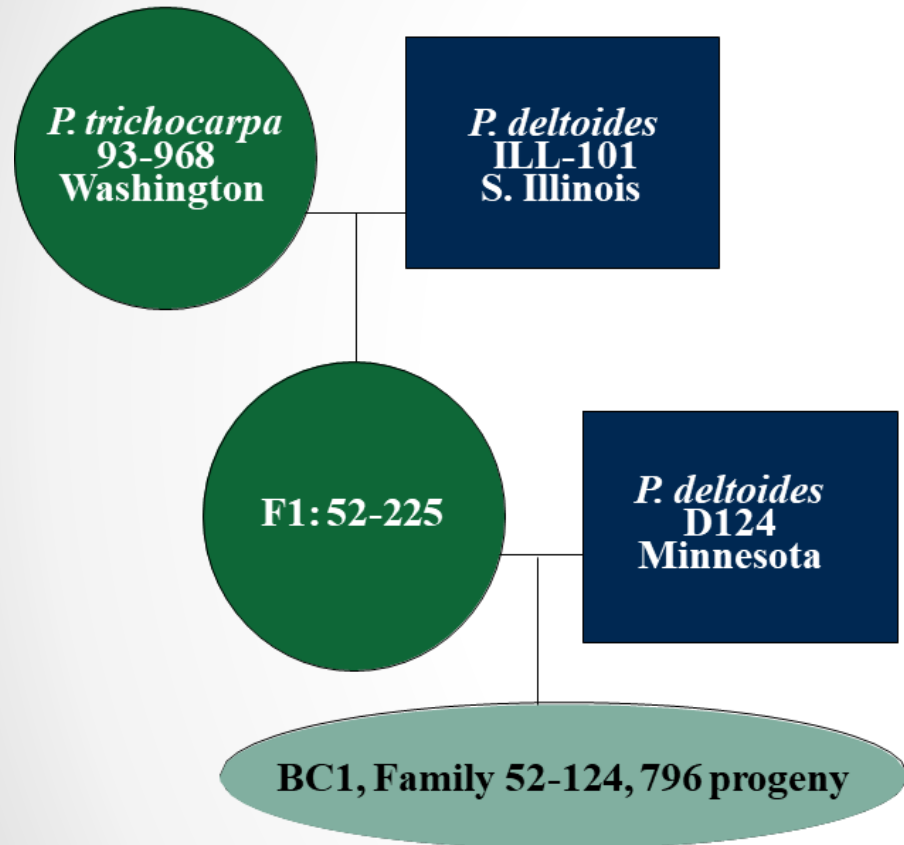 P. trichocarpa
93-968
Washington
P. deltoides
ILL-101
S. Illinois
F1: 52-225
P. deltoides
D124
Minnesota
BC1, Family 52-124, 796 progeny